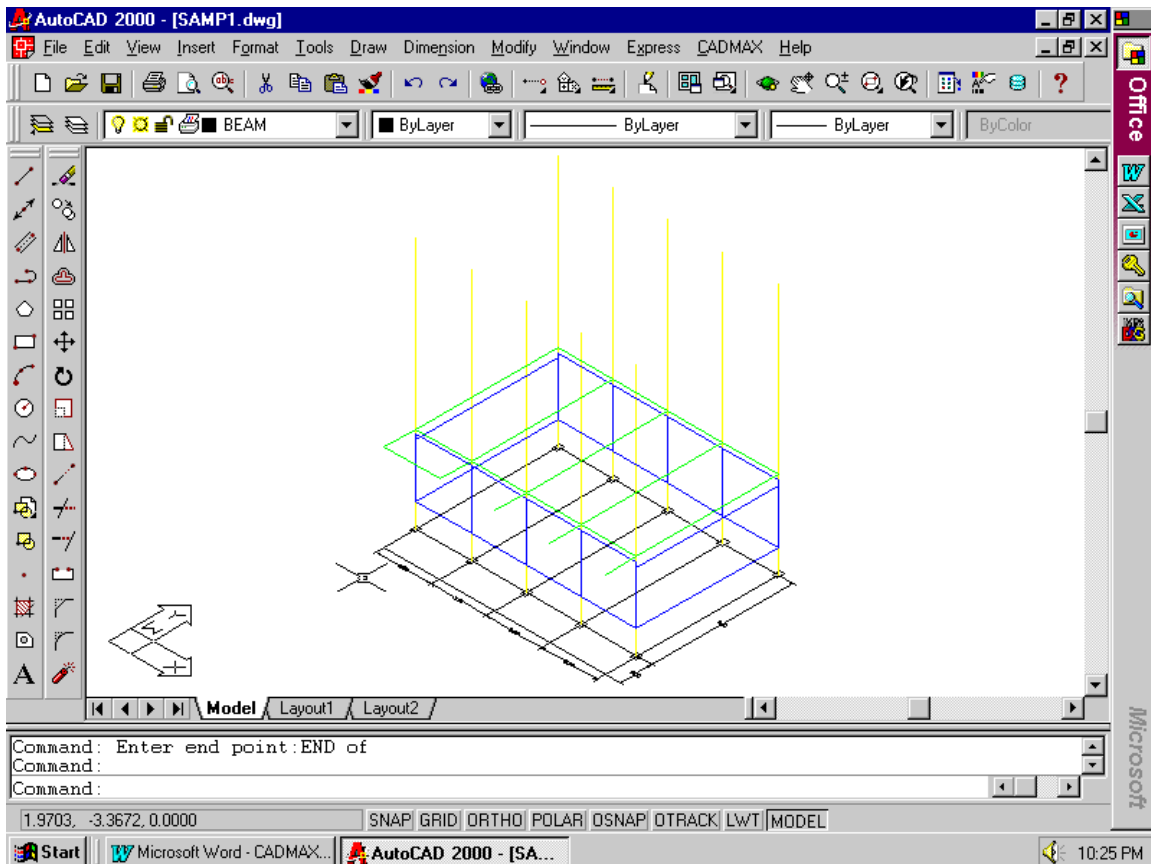 AutoCAD 2000 - [SAMP1.dwg]
File Edit View Insert Format Tools Draw Dimension Modify Window Express CADMAX Help
BEAM ByLayer ByLayer ByLayer ByColor
Office
A
Model Layout1 Layout2
Command: Enter end point:END of
Command:
Command:
Microsoft
1.9703, -3.3672, 0.0000 SNAP GRID ORTHO POLAR OSNAP OTRACK LWT MODEL
Start Microsoft Word - CADMAX... AutoCAD 2000 - [SA... 10:25 PM